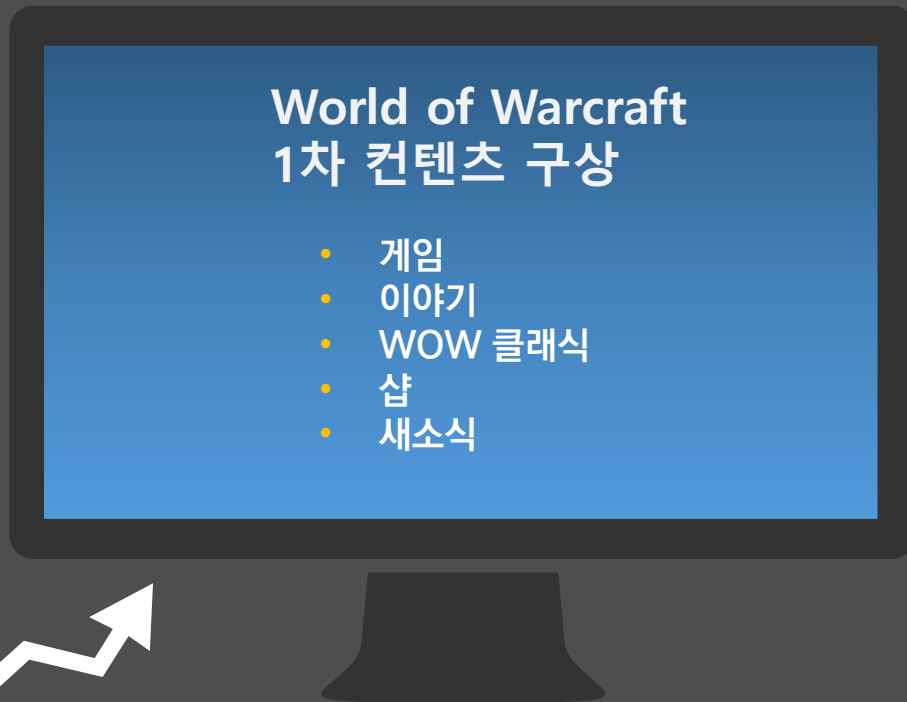 World of Warcraft
1차 컨텐츠 구상
• 게임
• 이야기
• WOW 클래식
• 샵
• 새소식